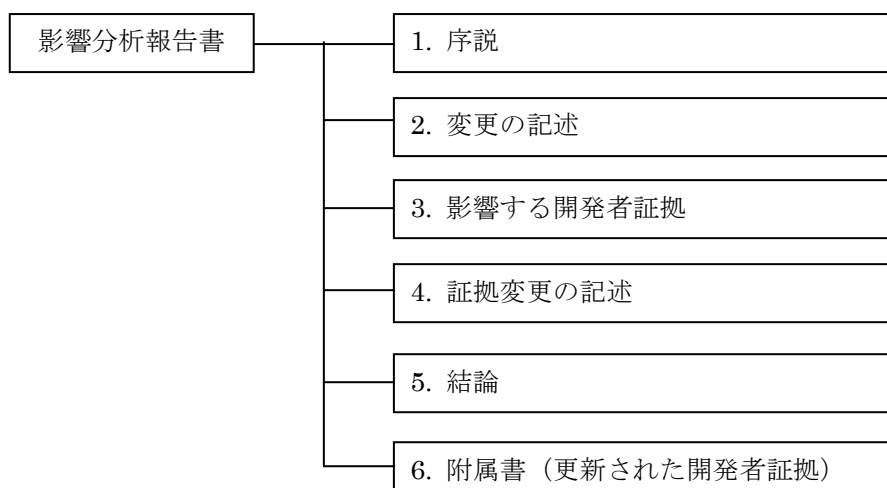 影響分析報告書
1. 序説
2. 変更の記述
3. 影響する開発者証拠
4. 証拠変更の記述
5. 結論
6. 附属書（更新された開発者証拠）